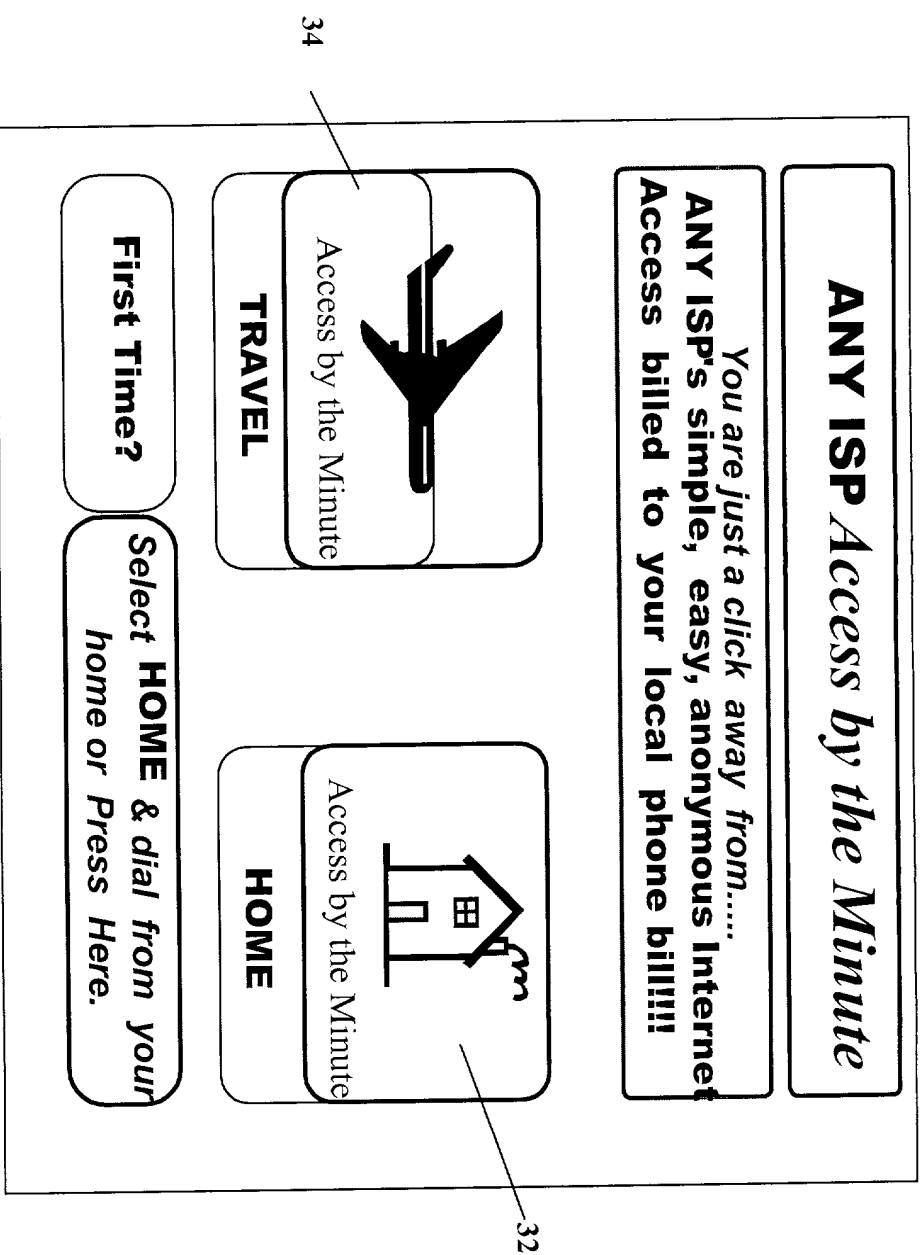 ANY ISP Access by the Minute
You are just a click away from.....
ANY ISP's simple, easy, anonymous Internet
Access billed to your local phone bill!!!!
34
Access by the Minute
TRAVEL
Access by the Minute
HOME
32
First Time?
Select HOME & dial from your
home or Press Here.